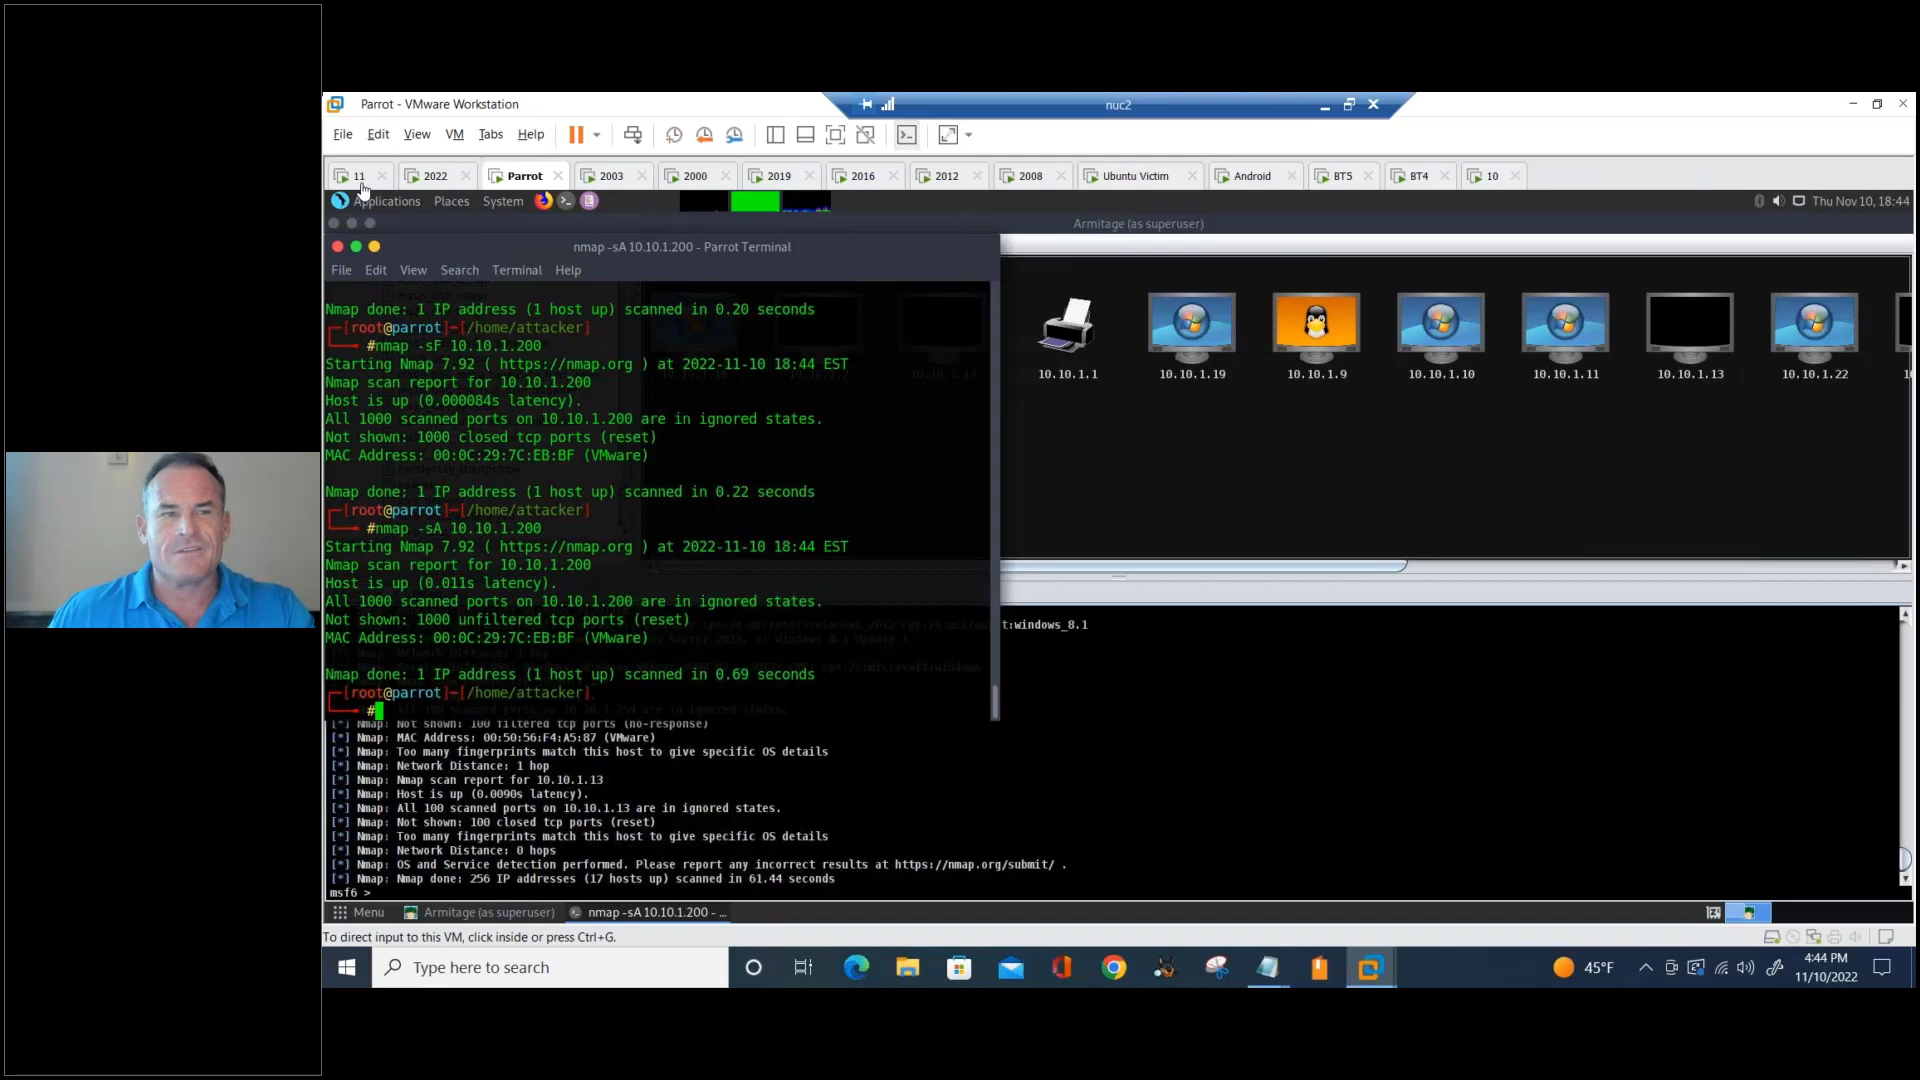 Parrot - VMware Workstation
nuc2
File Edit View VM Tabs Help
11 2022 Parrot 2003 2000 2019 2016 2012 2008 Ubuntu Victim Android BT5 BT4 10
Applications Places System
Thu Nov 10, 18:44
Armitage (as superuser)
nmap -sA 10.10.1.200 - Parrot Terminal
File Edit View Search Terminal Help
Nmap done: 1 IP address (1 host up) scanned in 0.20 seconds
[root@parrot]-[/home/attacker]
#nmap -sF 10.10.1.200
Starting Nmap 7.92 ( https://nmap.org ) at 2022-11-10 18:44 EST
Nmap scan report for 10.10.1.200
Host is up (0.000084s latency).
All 1000 scanned ports on 10.10.1.200 are in ignored states.
Not shown: 1000 closed tcp ports (reset)
MAC Address: 00:0C:29:7C:EB:BF (VMware)
Nmap done: 1 IP address (1 host up) scanned in 0.22 seconds
[root@parrot]-[/home/attacker]
#nmap -sA 10.10.1.200
Starting Nmap 7.92 ( https://nmap.org ) at 2022-11-10 18:44 EST
Nmap scan report for 10.10.1.200
Host is up (0.011s latency).
All 1000 scanned ports on 10.10.1.200 are in ignored states.
Not shown: 1000 unfiltered tcp ports (reset)
MAC Address: 00:0C:29:7C:EB:BF (VMware)
Nmap done: 1 IP address (1 host up) scanned in 0.69 seconds
[root@parrot]-[/home/attacker]
#
10.10.1.1 10.10.1.19 10.10.1.9 10.10.1.10 10.10.1.11 10.10.1.13 10.10.1.22
t:windows_8.1
[*] Nmap: Not shown: 100 filtered tcp ports (no-response)
[*] Nmap: MAC Address: 00:50:56:F4:A5:87 (VMware)
[*] Nmap: Too many fingerprints match this host to give specific OS details
[*] Nmap: Network Distance: 1 hop
[*] Nmap: Nmap scan report for 10.10.1.13
[*] Nmap: Host is up (0.0090s latency).
[*] Nmap: All 100 scanned ports on 10.10.1.13 are in ignored states.
[*] Nmap: Not shown: 100 closed tcp ports (reset)
[*] Nmap: Too many fingerprints match this host to give specific OS details
[*] Nmap: Network Distance: 0 hops
[*] Nmap: OS and Service detection performed. Please report any incorrect results at https://nmap.org/submit/ .
[*] Nmap: Nmap done: 256 IP addresses (17 hosts up) scanned in 61.44 seconds
msf6 >
Menu Armitage (as superuser) nmap -sA 10.10.1.200 - ...
To direct input to this VM, click inside or press Ctrl+G.
Type here to search
45°F
4:44 PM
11/10/2022